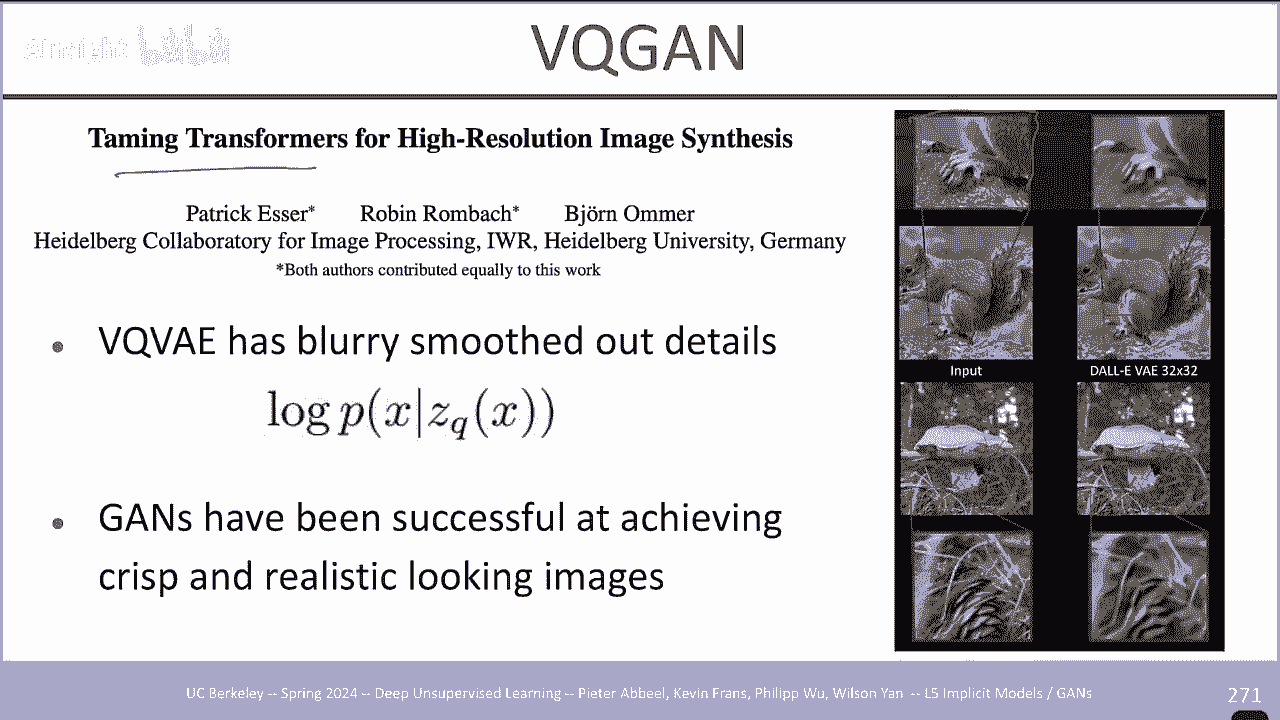 VQGAN
Taming Transformers for High-Resolution Image Synthesis
Patrick Esser* Robin Rombach* Björn Ommer
Heidelberg Collaboratory for Image Processing, IWR, Heidelberg University, Germany
*Both authors contributed equally to this work
• VQVAE has blurry smoothed out details
log p(x|z_q(x))
• GANs have been successful at achieving
crisp and realistic looking images
Input
DALL-E VAE 32x32
UC Berkeley -- Spring 2024 -- Deep Unsupervised Learning -- Pieter Abbeel, Kevin Frans, Philipp Wu, Wilson Yan -- L5 Implicit Models / GANs
271